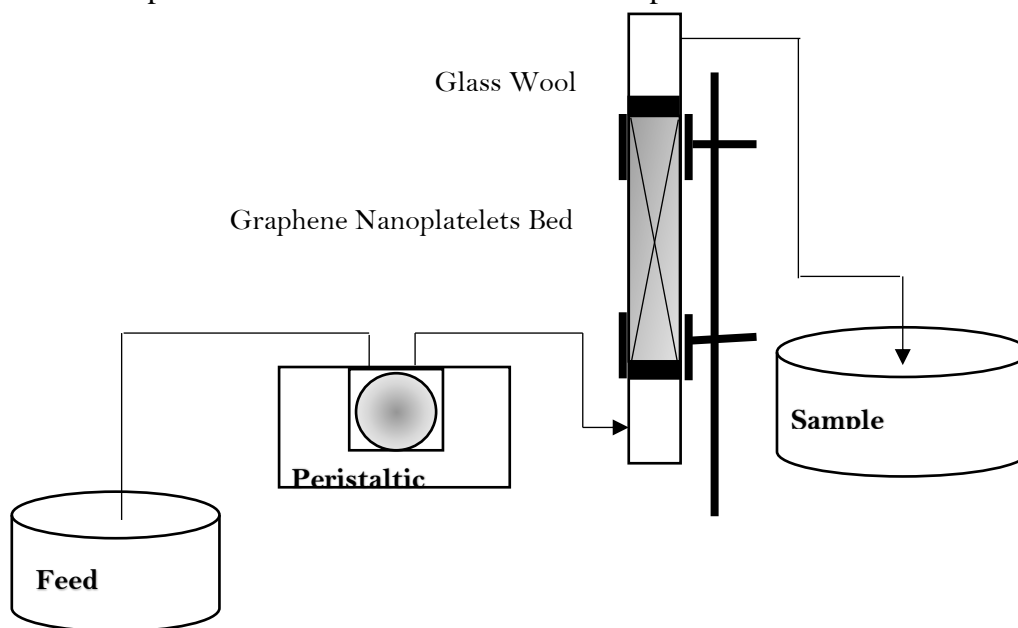 Glass Wool
Graphene Nanoplatelets Bed
Sample
Peristaltic
Feed